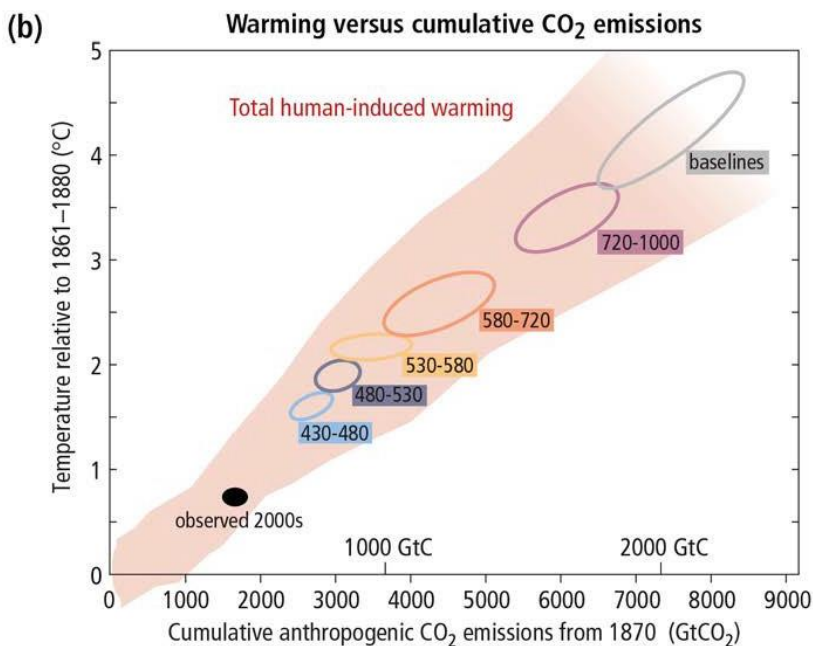 (b)
Warming versus cumulative CO₂ emissions
Temperature relative to 1861–1880 (°C)
5
4
3
2
1
0
Total human-induced warming
baselines
720-1000
580-720
530-580
480-530
430-480
observed 2000s
1000 GtC
2000 GtC
0 1000 2000 3000 4000 5000 6000 7000 8000 9000
Cumulative anthropogenic CO₂ emissions from 1870 (GtCO₂)